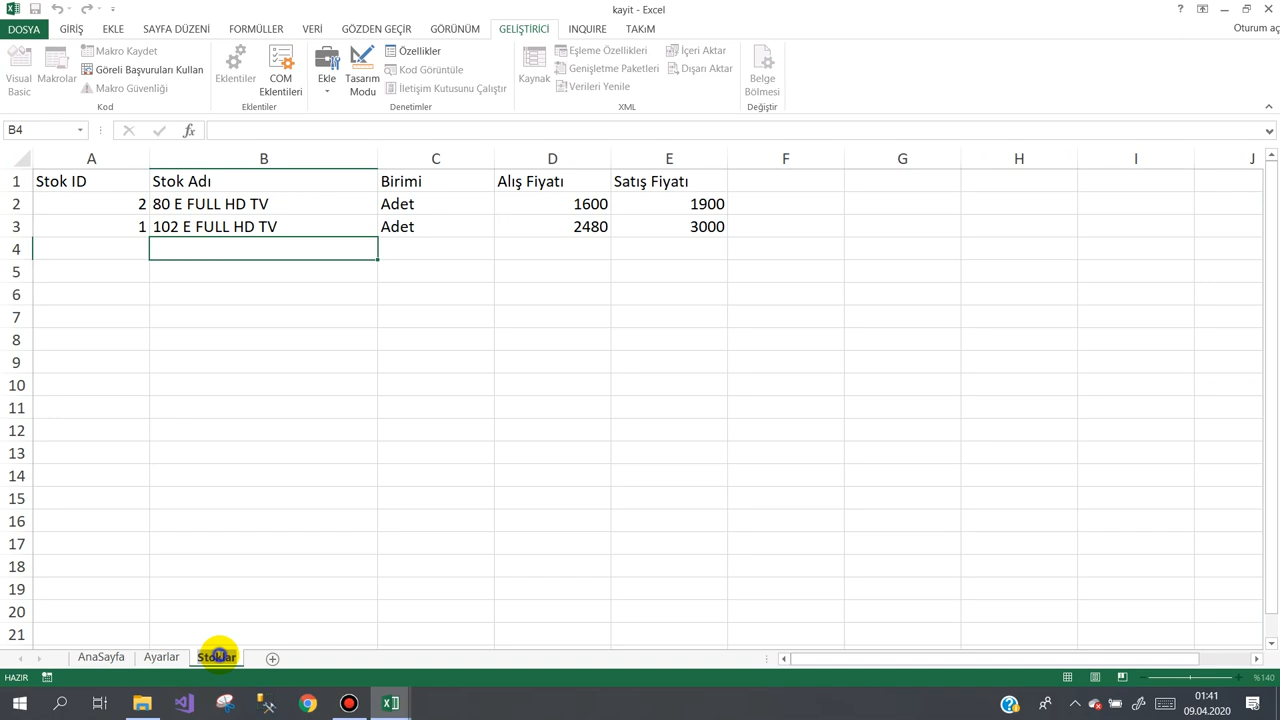 kayit - Excel
DOSYA GİRİŞ EKLE SAYFA DÜZENİ FORMÜLLER VERİ GÖZDEN GEÇİR GÖRÜNÜM GELİŞTİRİCİ INQUIRE TAKıM Oturum aç
Visual Basic
Makrolar
Makro Kaydet
Göreli Başvuruları Kullan
Makro Güvenliği
Kod
Eklentiler
COM Eklentileri
Eklentiler
Ekle
Tasarım Modu
Özellikler
Kod Görüntüle
İletişim Kutusunu Çalıştır
Denetimler
Kaynak
Eşleme Özellikleri
Genişletme Paketleri
Verileri Yenile
İçeri Aktar
Dışarı Aktar
XML
Belge Bölmesi
Değiştir
B4 fx
A B C D E F G H I J
1 Stok ID Stok Adı Birimi Alış Fiyatı Satış Fiyatı
2 2 80 E FULL HD TV Adet 1600 1900
3 1 102 E FULL HD TV Adet 2480 3000
4
5
6
7
8
9
10
11
12
13
14
15
16
17
18
19
20
21
AnaSayfa Ayarlar Stoklar
HAZIR %140
01:41
09.04.2020